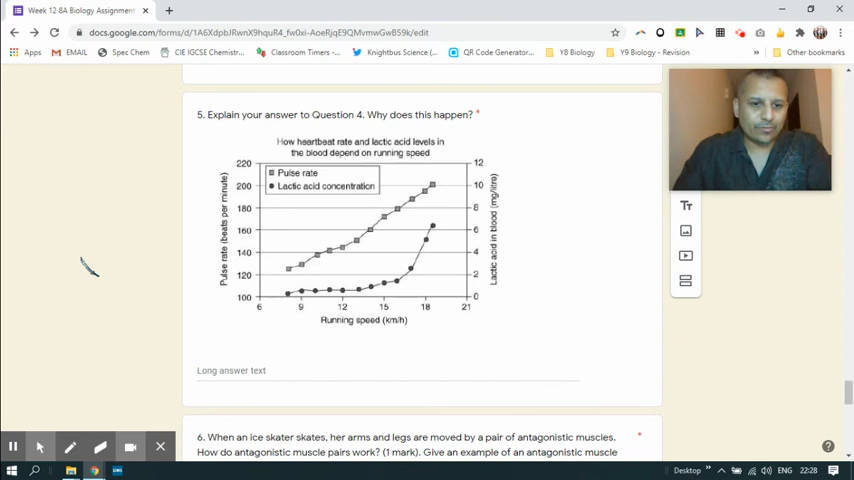 Week 12 8A Biology Assignment
docs.google.com/forms/d/1A6XdpbJRwnX9hquR4_fw0xi-AoeRjqE9QMvmwGwB59k/edit
Apps EMAIL Spec Chem CIE IGCSE Chemistr... Classroom Timers -... Knightbus Science (... QR Code Generator... Y8 Biology Y9 Biology - Revision Other bookmarks
5. Explain your answer to Question 4. Why does this happen? *
How heartbeat rate and lactic acid levels in
the blood depend on running speed
Pulse rate
Lactic acid concentration
220
200
180
160
140
120
100
Pulse rate (beats per minute)
12
10
8
6
4
2
0
Lactic acid in blood (mg/litre)
6 9 12 15 18 21
Running speed (km/h)
Long answer text
6. When an ice skater skates, her arms and legs are moved by a pair of antagonistic muscles. *
How do antagonistic muscle pairs work? (1 mark). Give an example of an antagonistic muscle
Desktop ENG 22:28